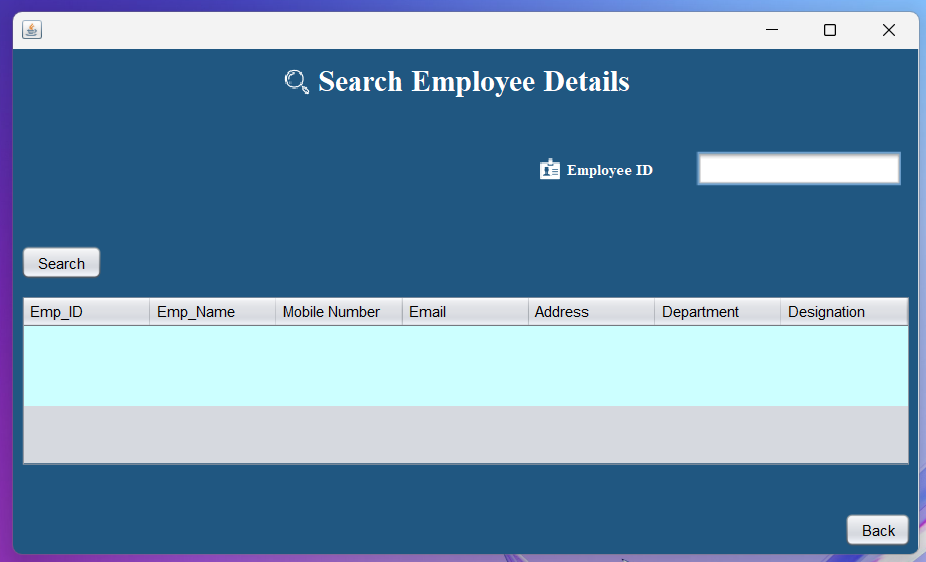 Search Employee Details
Employee ID
Search
Emp_ID Emp_Name Mobile Number Email Address Department Designation
Back